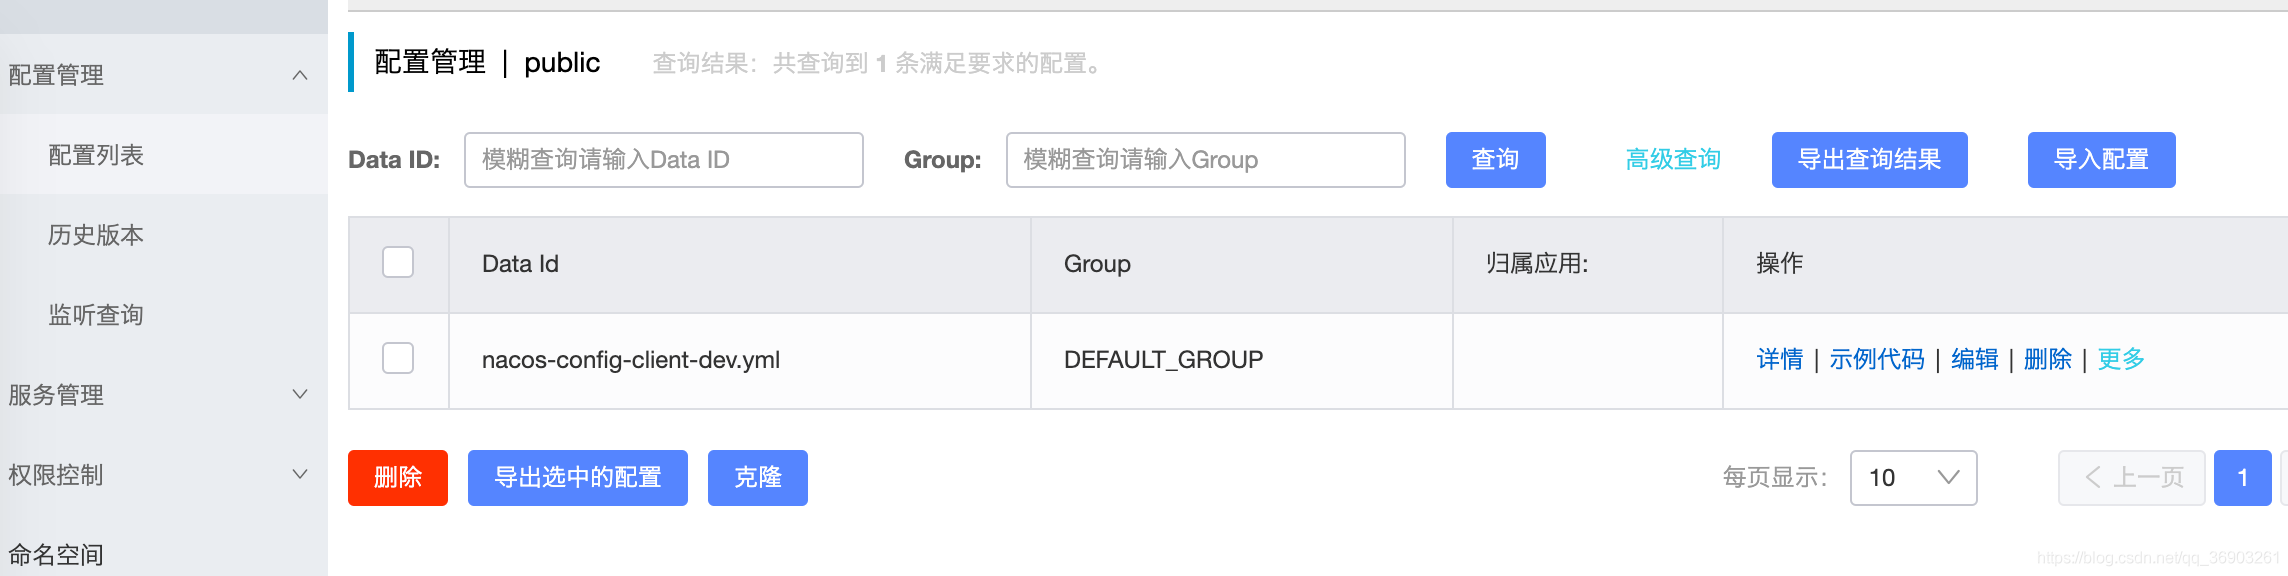 配置管理
配置列表
历史版本
监听查询
服务管理
权限控制
命名空间
配置管理 | public 查询结果：共查询到 1 条满足要求的配置。
Data ID: 模糊查询请输入Data ID Group: 模糊查询请输入Group 查询 高级查询 导出查询结果 导入配置
Data Id Group 归属应用: 操作
nacos-config-client-dev.yml DEFAULT_GROUP 详情 | 示例代码 | 编辑 | 删除 | 更多
删除 导出选中的配置 克隆 每页显示： 10 上一页 1
https://blog.csdn.net/qq_36903261